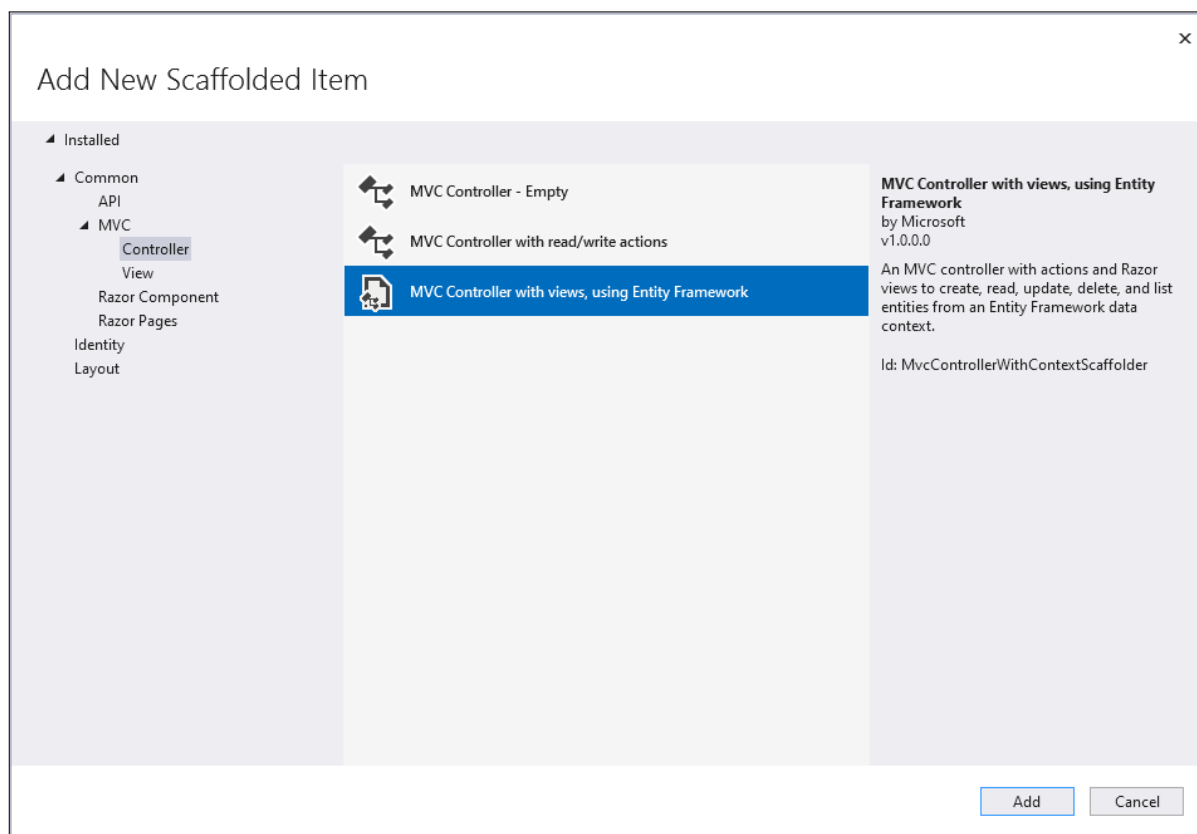 Add New Scaffolded Item
Installed
Common
API
MVC
Controller
View
Razor Component
Razor Pages
Identity
Layout
MVC Controller - Empty
MVC Controller with read/write actions
MVC Controller with views, using Entity Framework
MVC Controller with views, using Entity
Framework
by Microsoft
v1.0.0.0
An MVC controller with actions and Razor
views to create, read, update, delete, and list
entities from an Entity Framework data
context.
Id: MvcControllerWithContextScaffolder
Add
Cancel